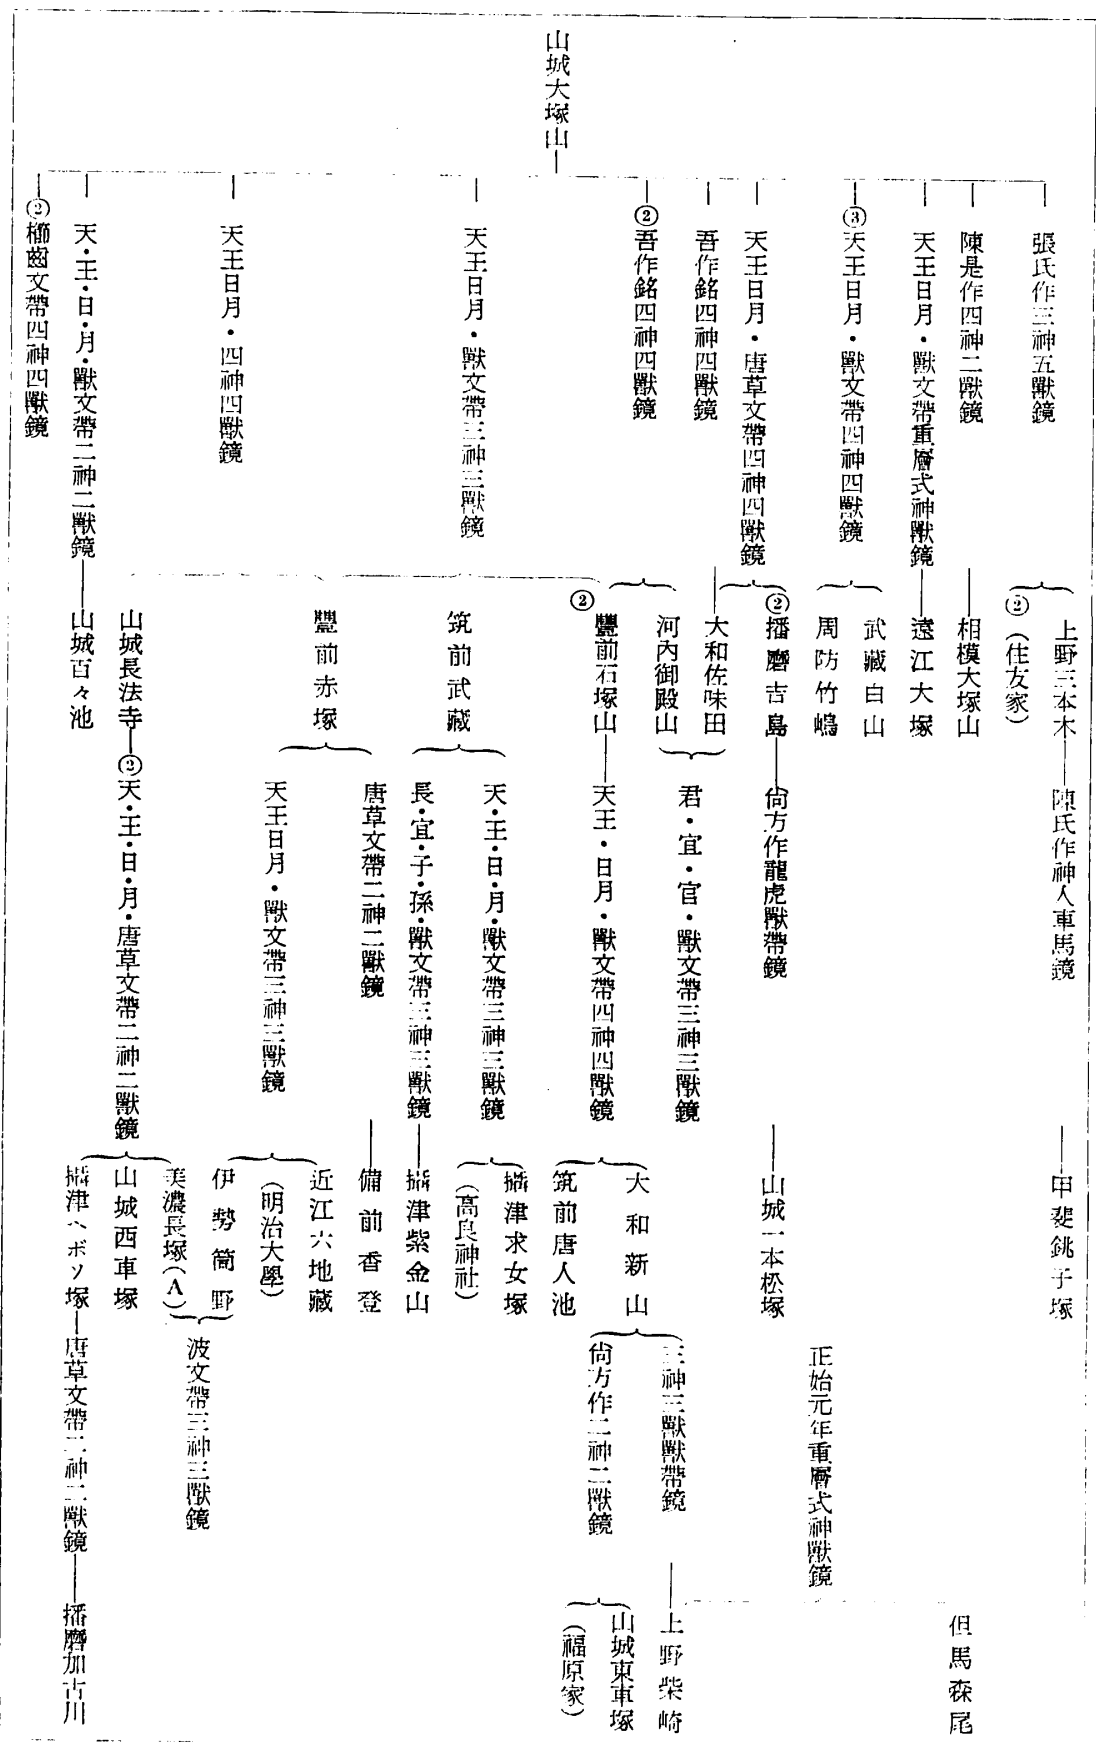 山城大塚山
張氏作三神五獸鏡
陳是作四神二獸鏡
天王日月・獸文帶重層式神獸鏡
③天王日月・獸文帶四神四獸鏡
天王日月・唐草文帶四神四獸鏡
吾作銘四神四獸鏡
②吾作銘四神四獸鏡
天王日月・獸文帶三神三獸鏡
天王日月・四神四獸鏡
天・王・日・月・獸文帶二神二獸鏡
②櫛齒文帶四神四獸鏡
上野三本木
②(住友家)
相模大塚山
遠江大塚
武藏白山
周防竹嶋
②播磨吉島
大和佐味田
河內御殿山
②豐前石塚山
筑前武藏
豐前赤塚
山城長法寺
山城百々池
陳氏作神人車馬鏡
尙方作龍虎獸帶鏡
君・宜・官・獸文帶三神三獸鏡
天王・日月・獸文帶四神四獸鏡
天・王・日・月・獸文帶三神三獸鏡
長・宜・子・孫・獸文帶三神三獸鏡
唐草文帶二神二獸鏡
天王日月・獸文帶三神三獸鏡
②天・王・日・月・唐草文帶二神二獸鏡
甲斐銚子塚
山城一本松塚
大和新山
筑前唐人池
攝津求女塚
(高良神社)
攝津紫金山
備前香登
近江六地藏
(明治大學)
伊勢筒野
美濃長塚(A)
山城西車塚
攝津ヘボソ塚
正始元年重層式神獸鏡
三神三獸獸帶鏡
尙方作二神二獸鏡
波文帶三神三獸鏡
唐草文帶二神二獸鏡
但馬森尾
上野柴崎
山城東車塚
(福原家)
播磨加古川